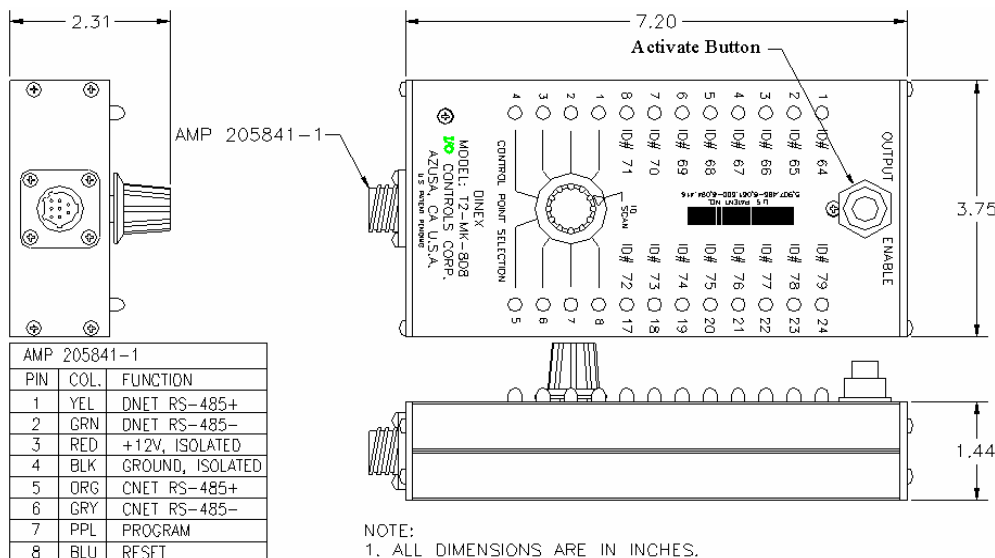 2.31
7.20
Activate Button
AMP 205841-1
3.75
1.44
4
3
2
1
8
7
6
5
4
3
2
1
ID# 71
ID# 70
ID# 69
ID# 68
ID# 67
ID# 66
ID# 65
ID# 64
OUTPUT
ENABLE
DINEX
MODEL: T2-MK-808
I/O CONTROLS CORP.
AZUSA, CA U.S.A.
U S PATENT PENDING
CONTROL POINT SELECTION
IQ
SCAN
U S PATENT NO.
ID# 72
ID# 73
ID# 74
ID# 75
ID# 76
ID# 77
ID# 78
ID# 79
5
6
7
8
17
18
19
20
21
22
23
24
AMP 205841-1
PIN COL. FUNCTION
1 YEL DNET RS-485+
2 GRN DNET RS-485-
3 RED +12V, ISOLATED
4 BLK GROUND, ISOLATED
5 ORG CNET RS-485+
6 GRY CNET RS-485-
7 PPL PROGRAM
8 BLU RESET
NOTE:
1. ALL DIMENSIONS ARE IN INCHES.